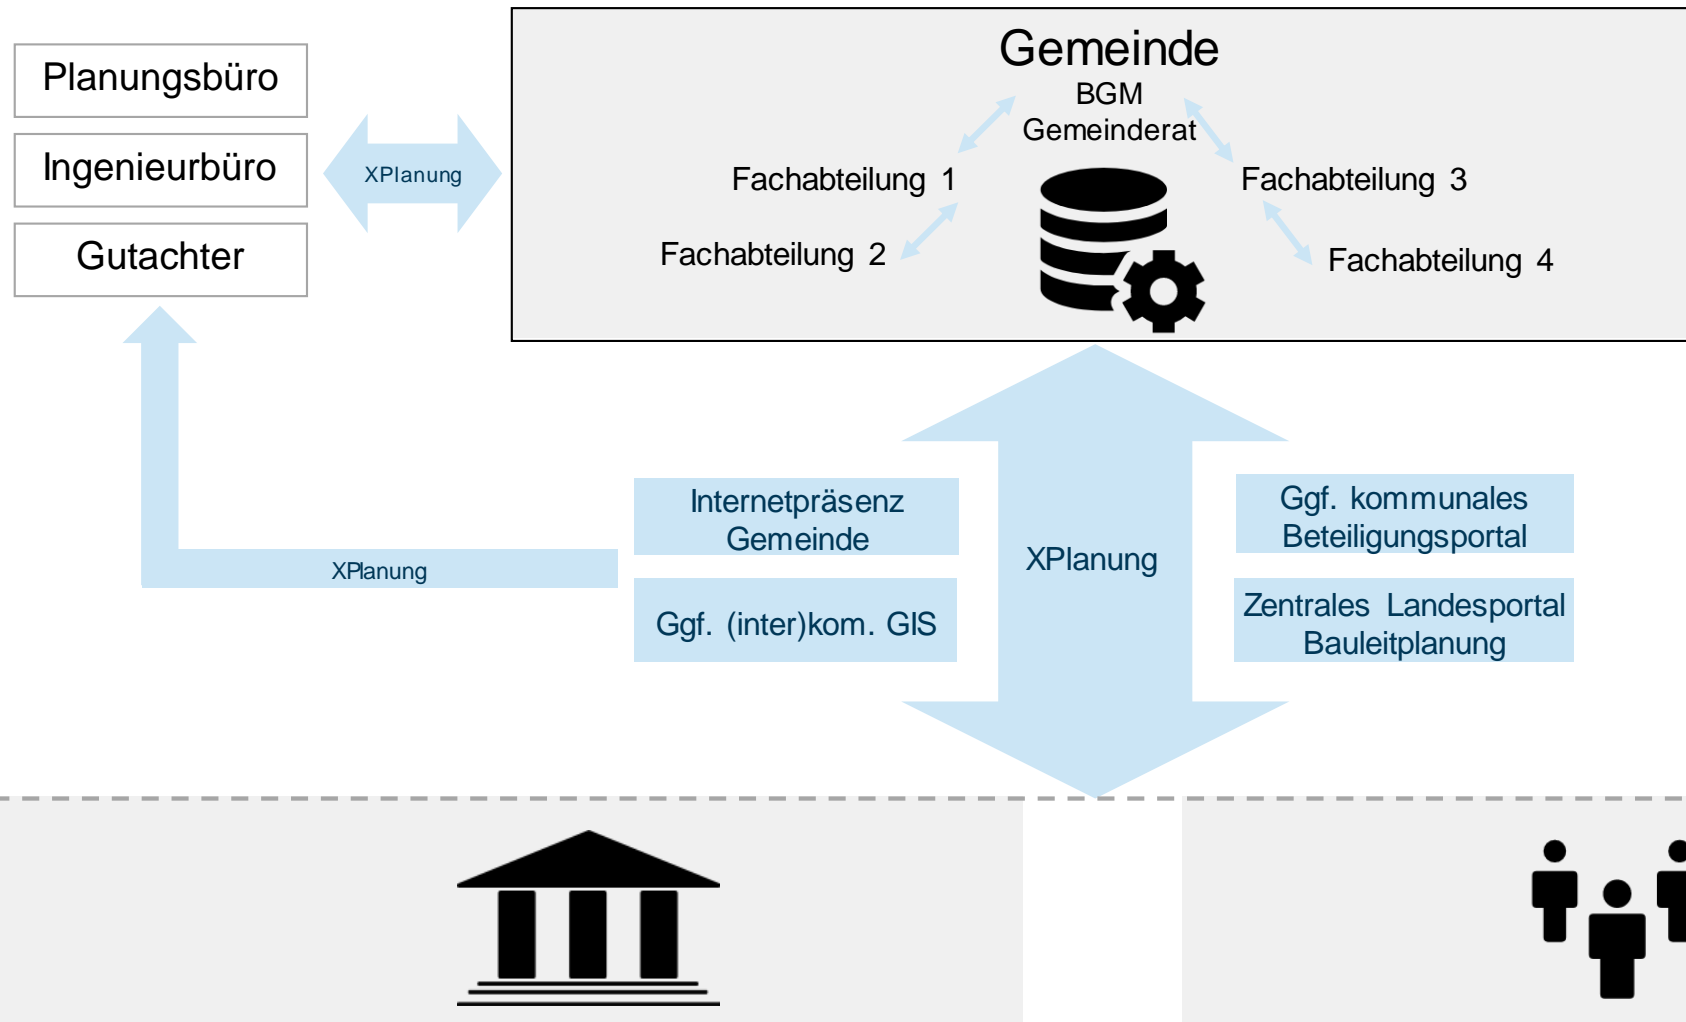 Planungsbüro
Ingenieurbüro
Gutachter
XPlanung
Gemeinde
BGM
Gemeinderat
Fachabteilung 1
Fachabteilung 2
Fachabteilung 3
Fachabteilung 4
XPlanung
Internetpräsenz
Gemeinde
Ggf. (inter)kom. GIS
XPlanung
Ggf. kommunales
Beteiligungsportal
Zentrales Landesportal
Bauleitplanung